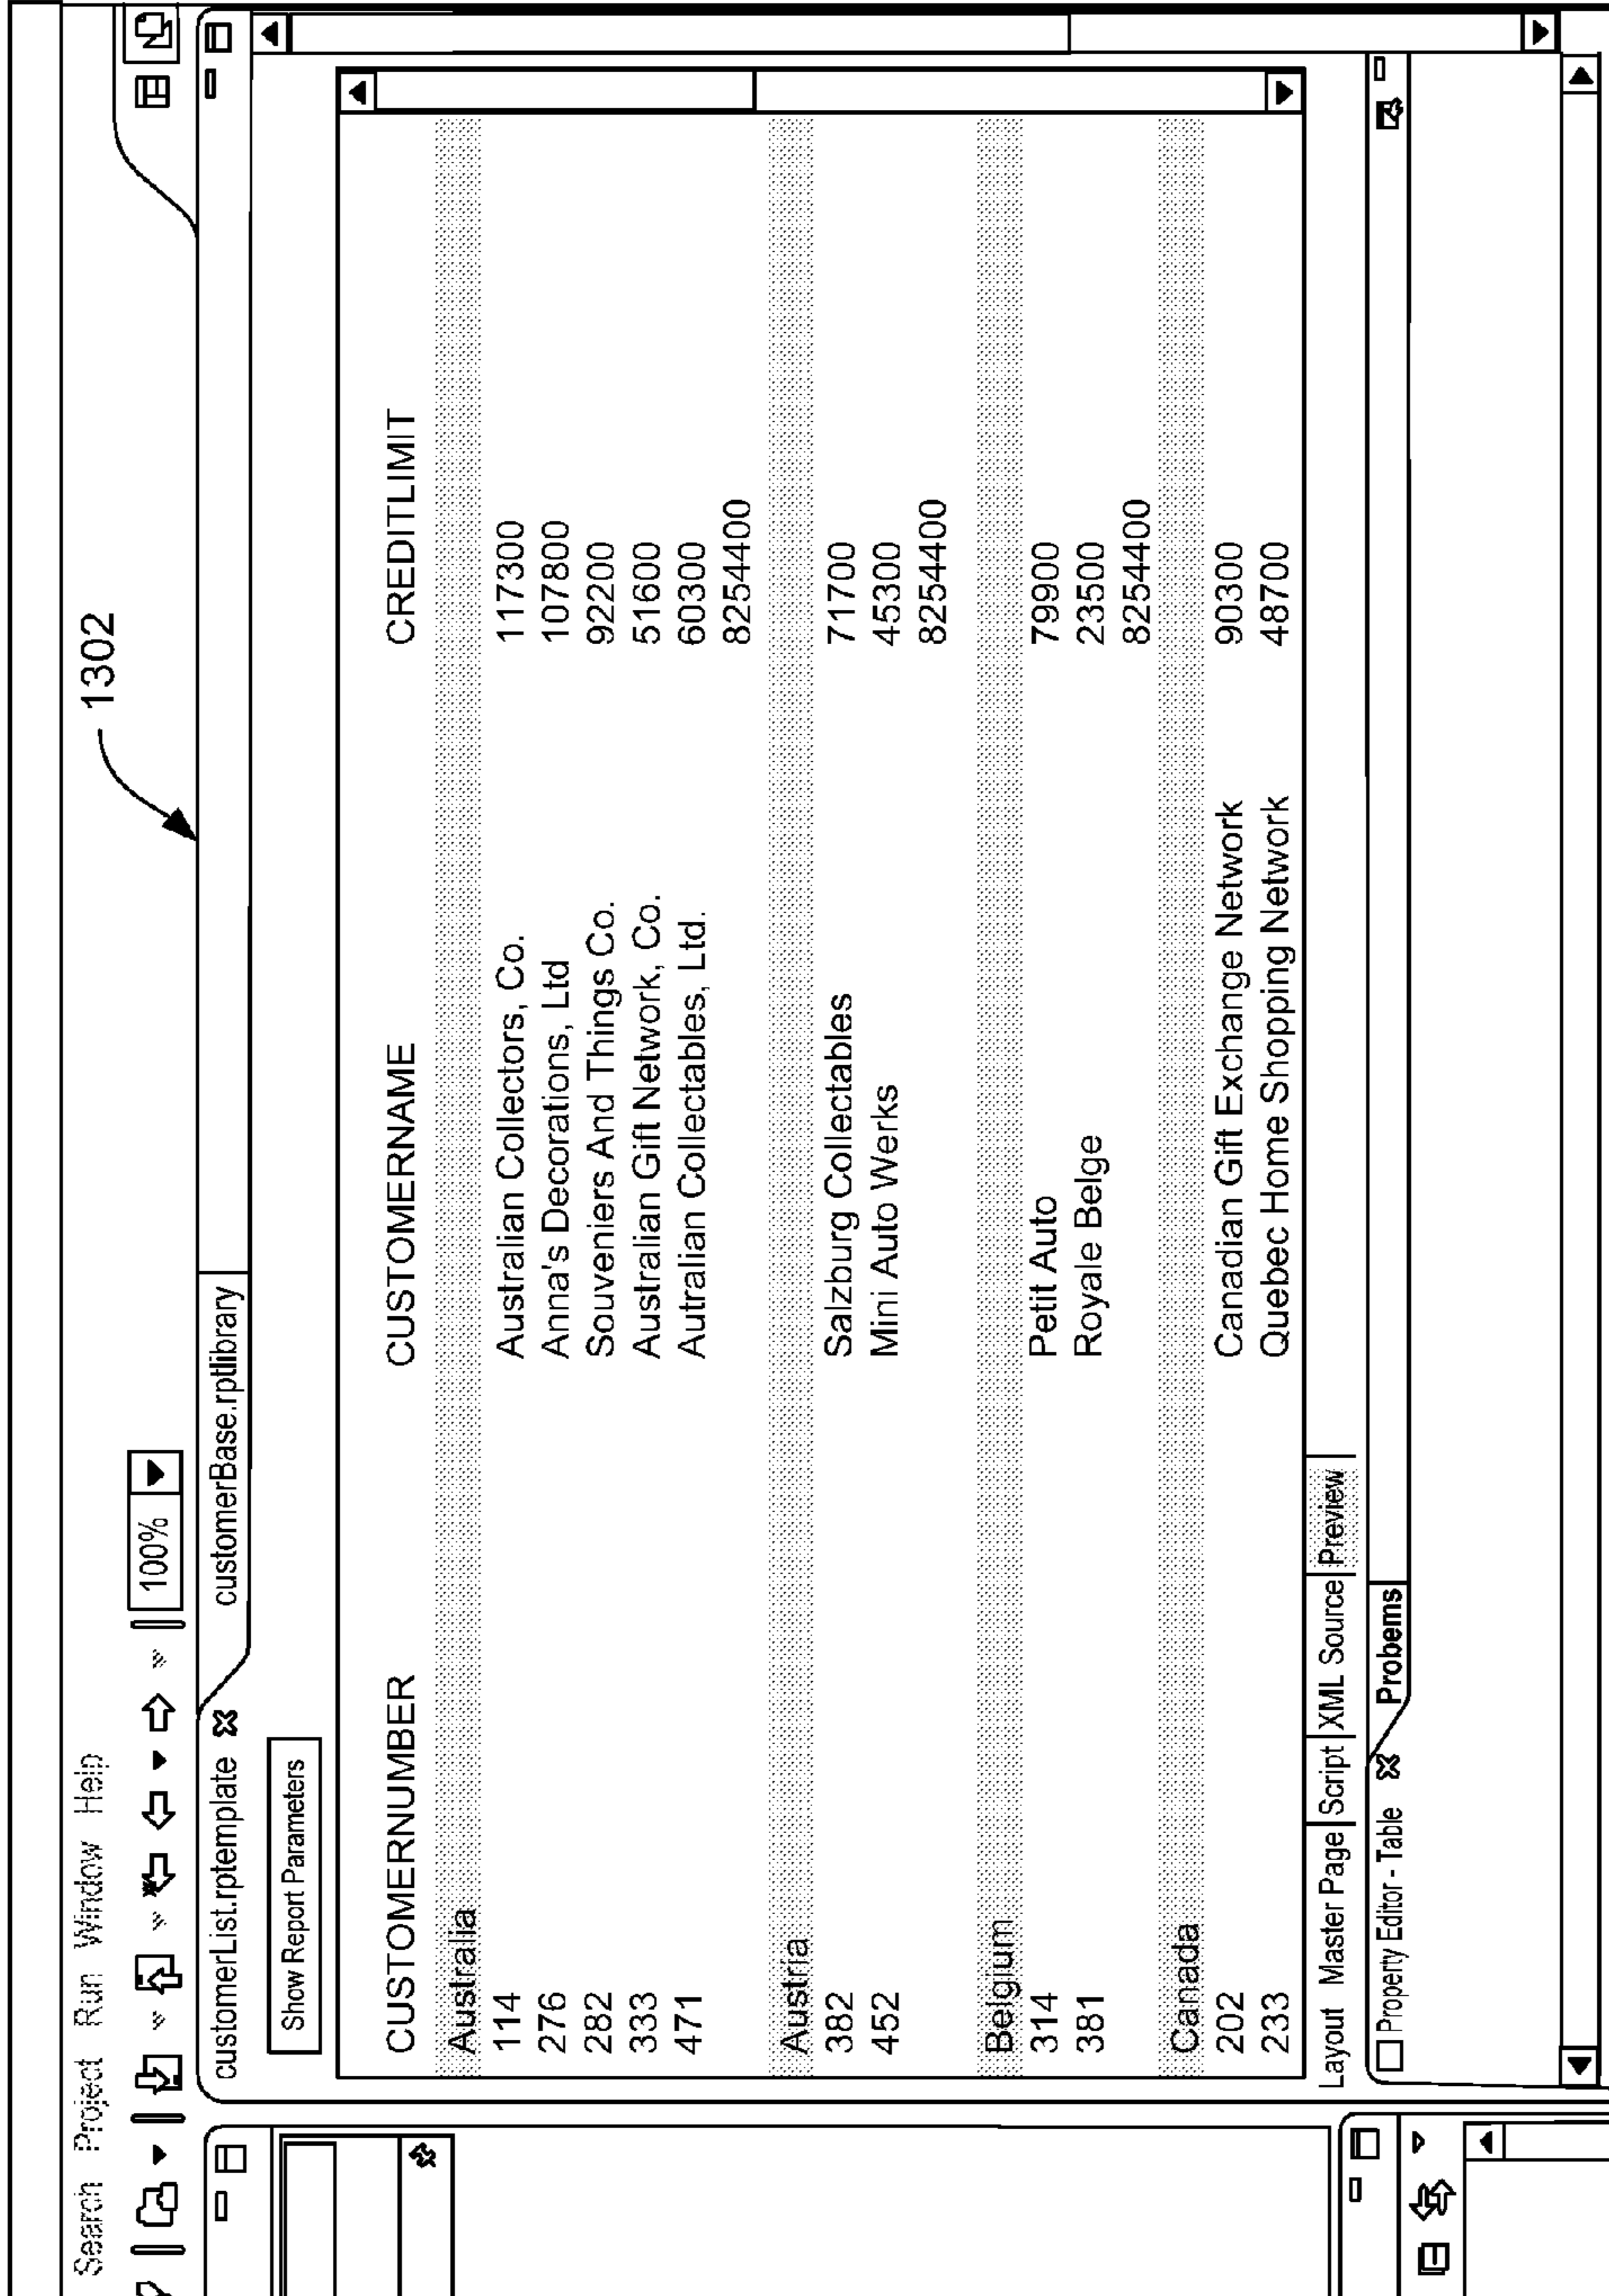 1302
Search Project Run Window Help
100%
customerList.rptemplate customerBase.rptlibrary
Show Report Parameters
CUSTOMERNUMBER CUSTOMERNAME CREDITLIMIT
Australia
114 Australian Collectors, Co. 117300
276 Anna's Decorations, Ltd 107800
282 Souveniers And Things Co. 92200
333 Australian Gift Network, Co. 51600
471 Autralian Collectables, Ltd. 60300
8254400
Austria
382 Salzburg Collectables 71700
452 Mini Auto Werks 45300
8254400
Belgium
314 Petit Auto 79900
381 Royale Belge 23500
8254400
Canada
202 Canadian Gift Exchange Network 90300
233 Quebec Home Shopping Network 48700
Layout Master Page Script XML Source Preview
Property Editor - Table Probems